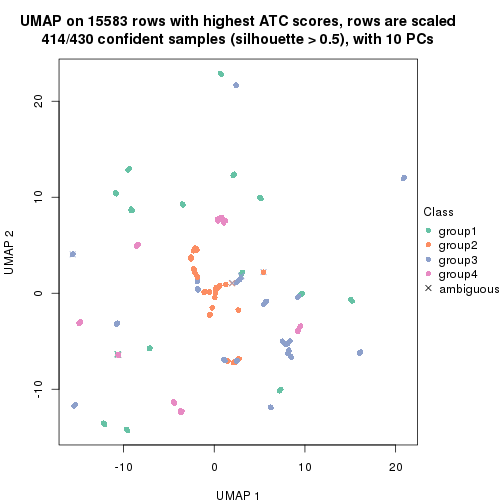 UMAP on 15583 rows with highest ATC scores, rows are scaled
414/430 confident samples (silhouette > 0.5), with 10 PCs
20
10
0
-10
UMAP 2
-10
0
10
20
UMAP 1
Class
group1
group2
group3
group4
ambiguous